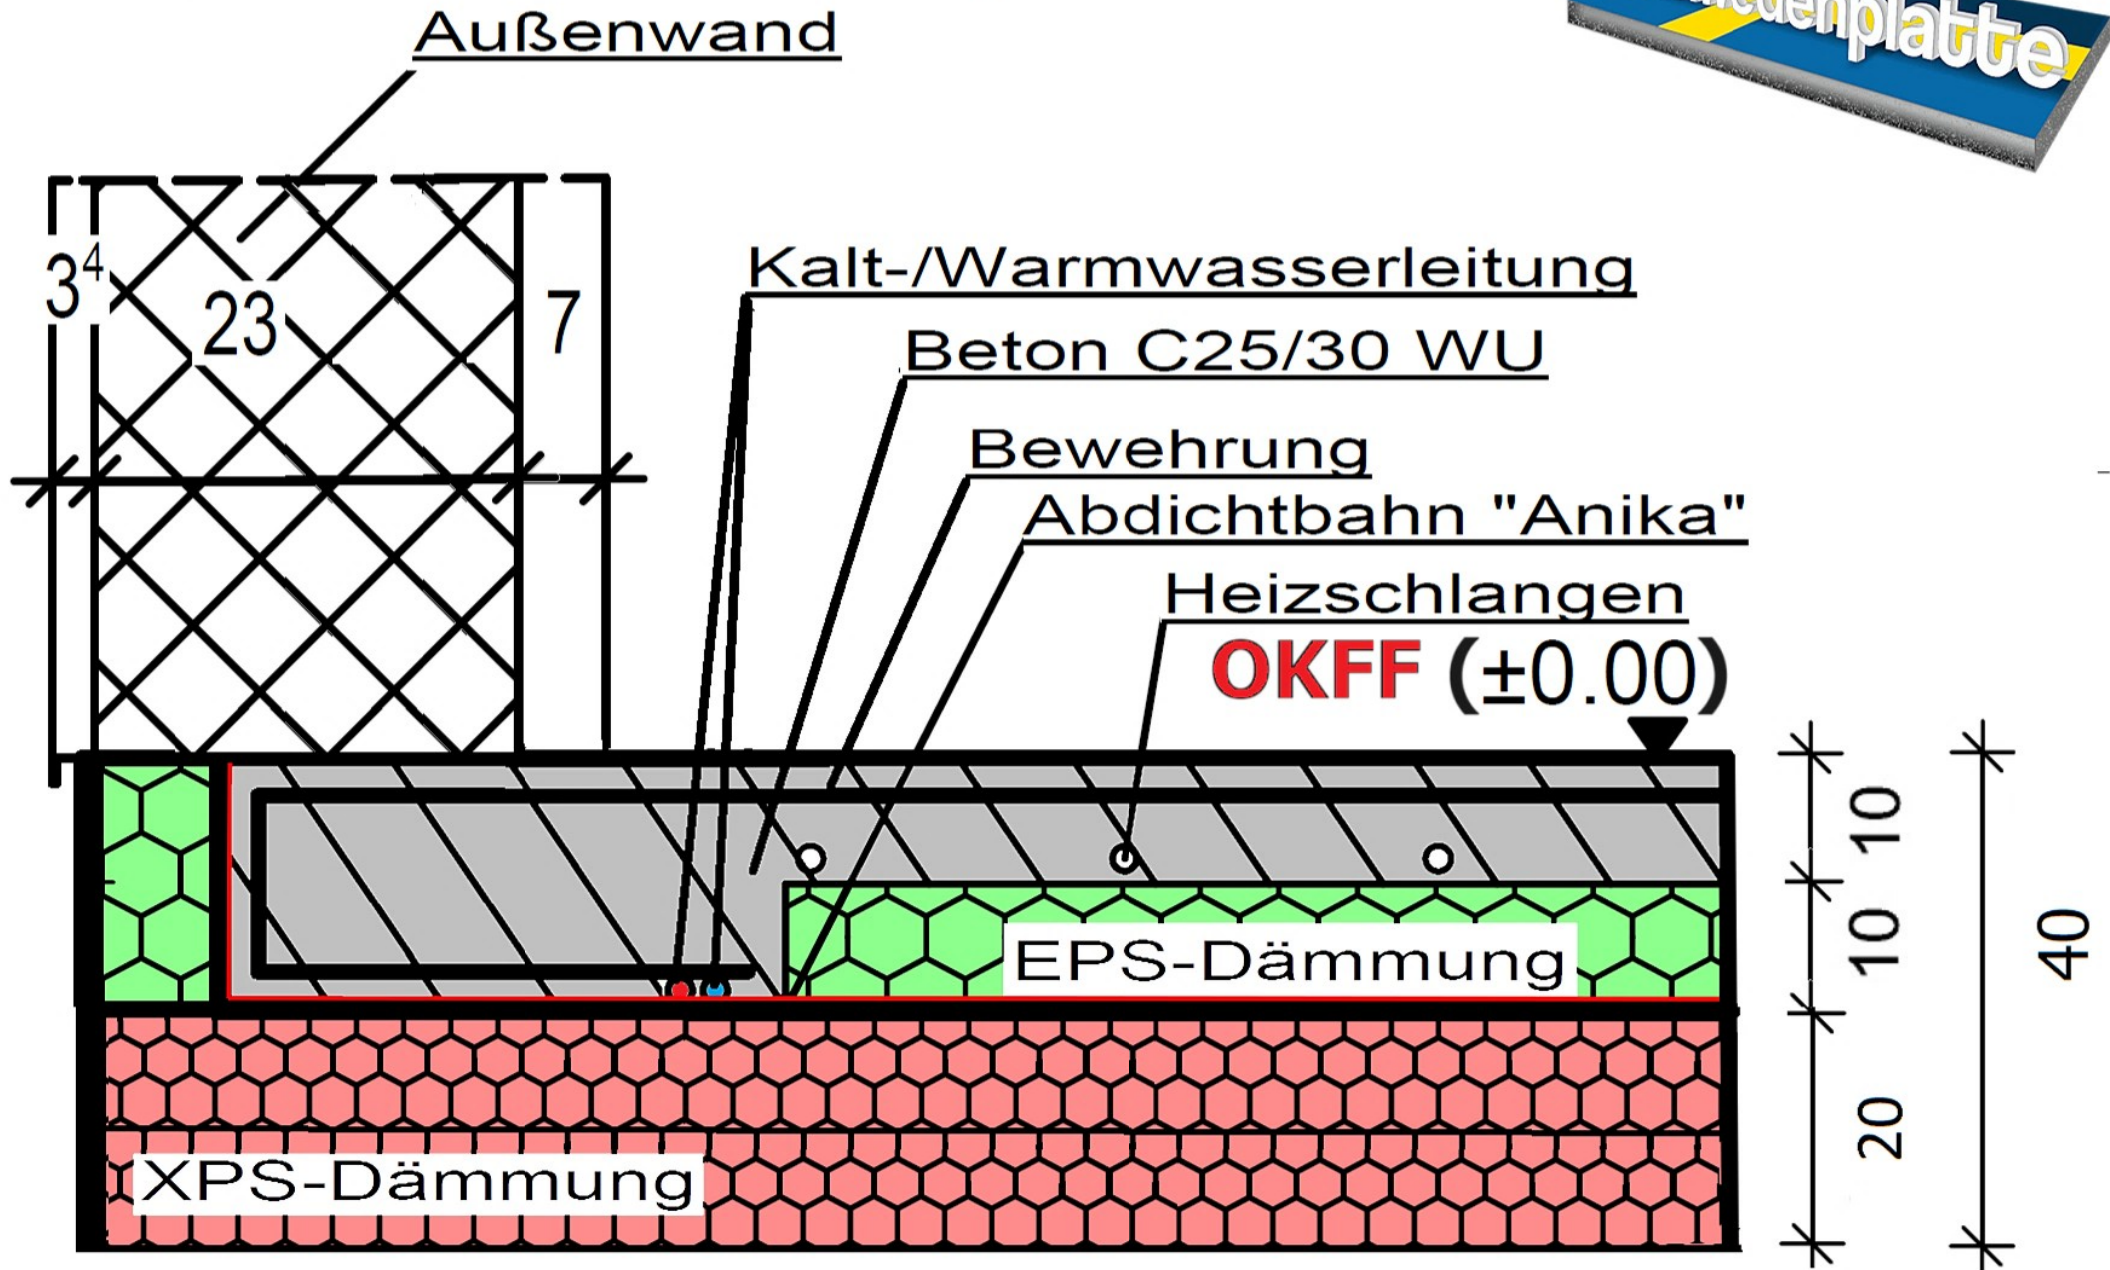 Außenwand
3⁴
23
7
Kalt-/Warmwasserleitung
Beton C25/30 WU
Bewehrung
Abdichtbahn "Anika"
Heizschlangen
OKFF (±0.00)
10
10
40
EPS-Dämmung
20
XPS-Dämmung